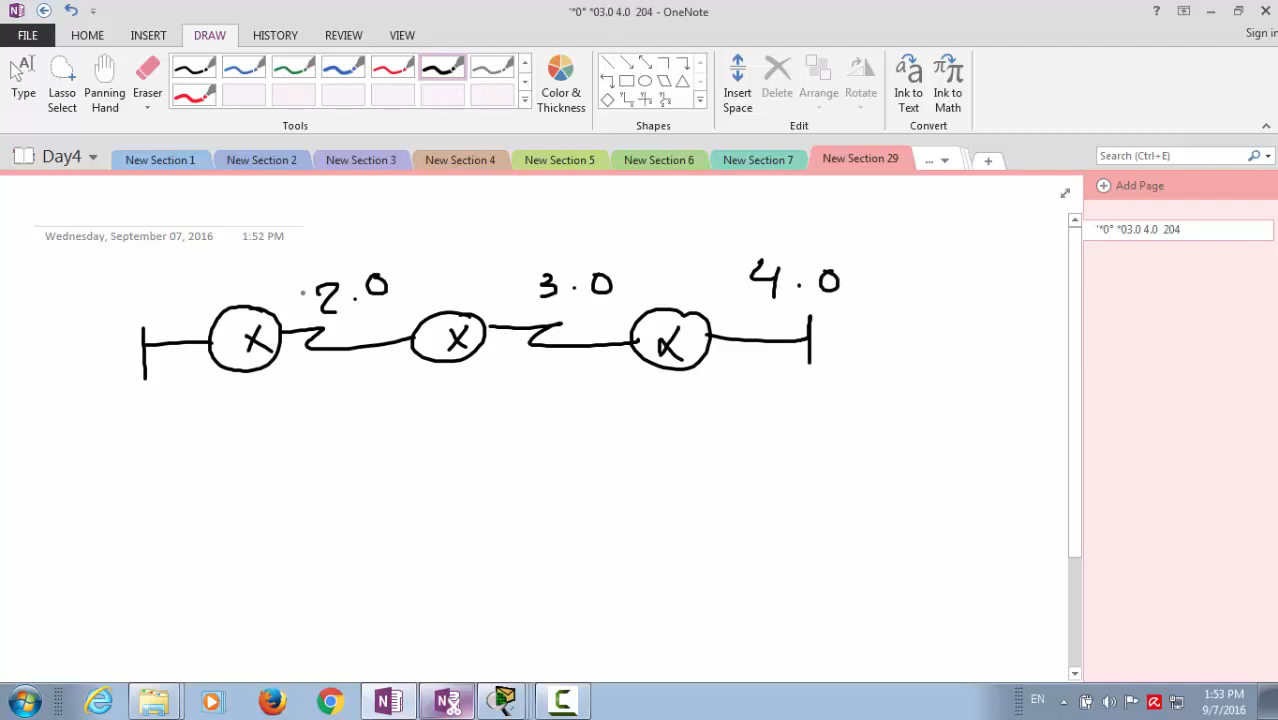 '*0° *03.0 4.0  204 - OneNote
?
Sign in
FILE HOME INSERT DRAW HISTORY REVIEW VIEW
Type
Lasso Select
Panning Hand
Eraser
Color & Thickness
Insert Space
Delete
Arrange
Rotate
Ink to Text
Ink to Math
Tools Shapes Edit Convert
Day4 New Section 1 New Section 2 New Section 3 New Section 4 New Section 5 New Section 6 New Section 7 New Section 29 ... Search (Ctrl+E)
Add Page
'*0° *03.0 4.0  204
Wednesday, September 07, 2016 1:52 PM
2.0 3.0 4.0
X X X
EN 1:53 PM
9/7/2016